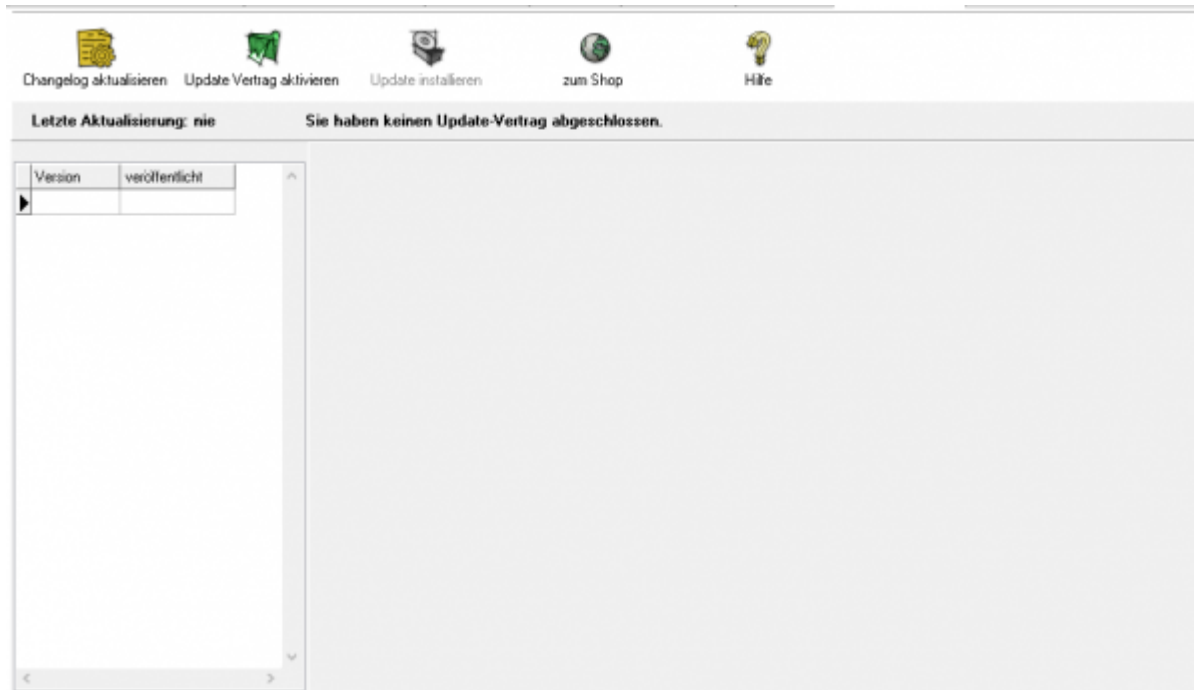 Changelog aktualisieren Update Vertrag aktivieren Update installieren zum Shop Hilfe
Letzte Aktualisierung: nie Sie haben keinen Update-Vertrag abgeschlossen.
Version veröffentlicht